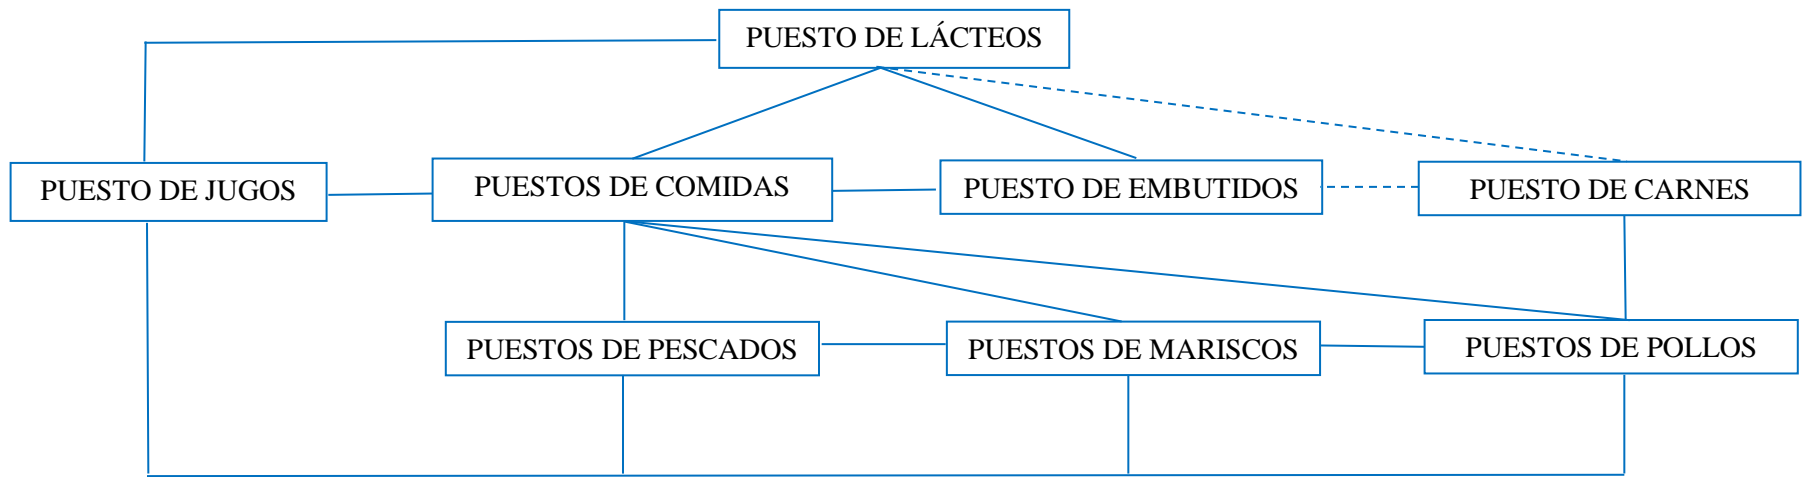 PUESTO DE LÁCTEOS
PUESTO DE JUGOS
PUESTOS DE COMIDAS
PUESTO DE EMBUTIDOS
PUESTO DE CARNES
PUESTOS DE PESCADOS
PUESTOS DE MARISCOS
PUESTOS DE POLLOS